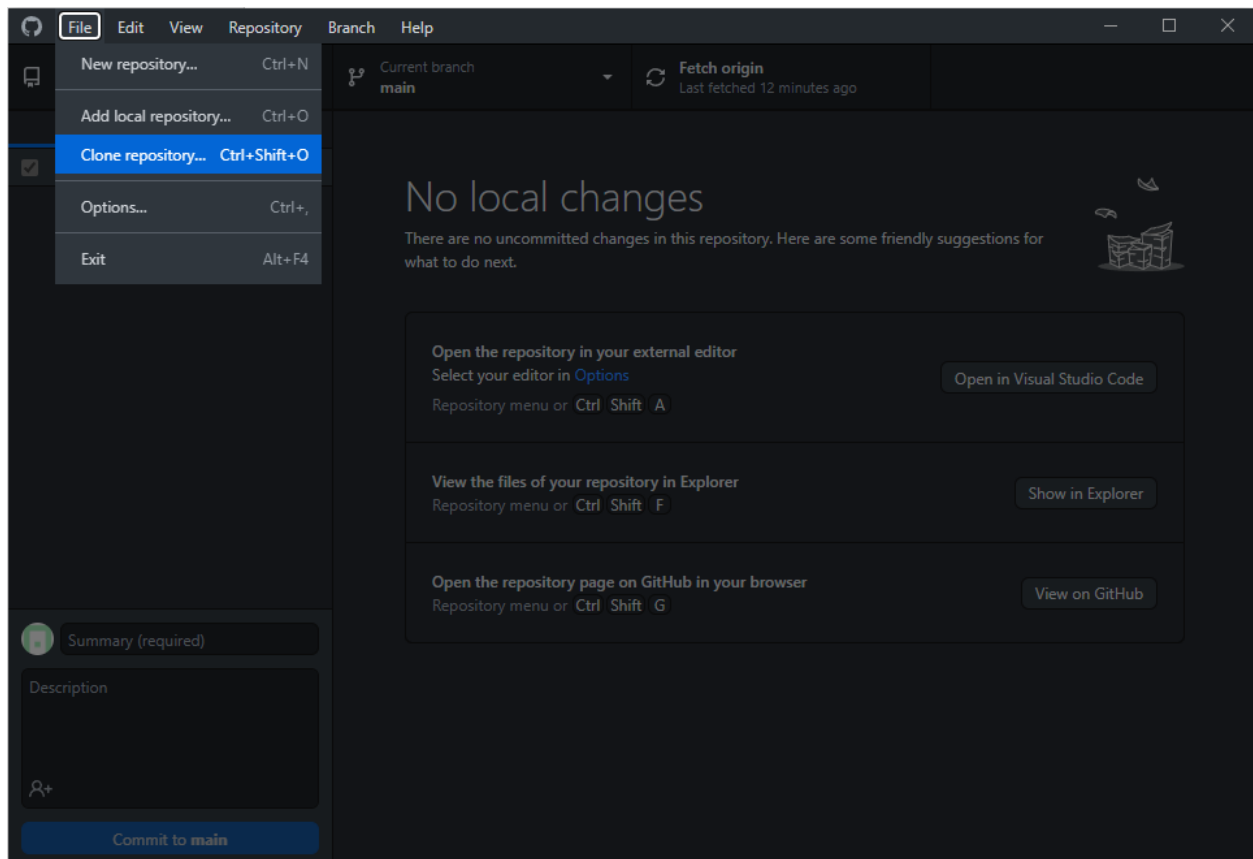 File Edit View Repository Branch Help
New repository... Ctrl+N
Add local repository... Ctrl+O
Clone repository... Ctrl+Shift+O
Options... Ctrl+,
Exit Alt+F4
Current branch
main
Fetch origin
Last fetched 12 minutes ago
No local changes
There are no uncommitted changes in this repository. Here are some friendly suggestions for
what to do next.
Open the repository in your external editor
Select your editor in Options
Repository menu or Ctrl Shift A
Open in Visual Studio Code
View the files of your repository in Explorer
Repository menu or Ctrl Shift F
Show in Explorer
Open the repository page on GitHub in your browser
Repository menu or Ctrl Shift G
View on GitHub
Summary (required)
Description
Commit to main